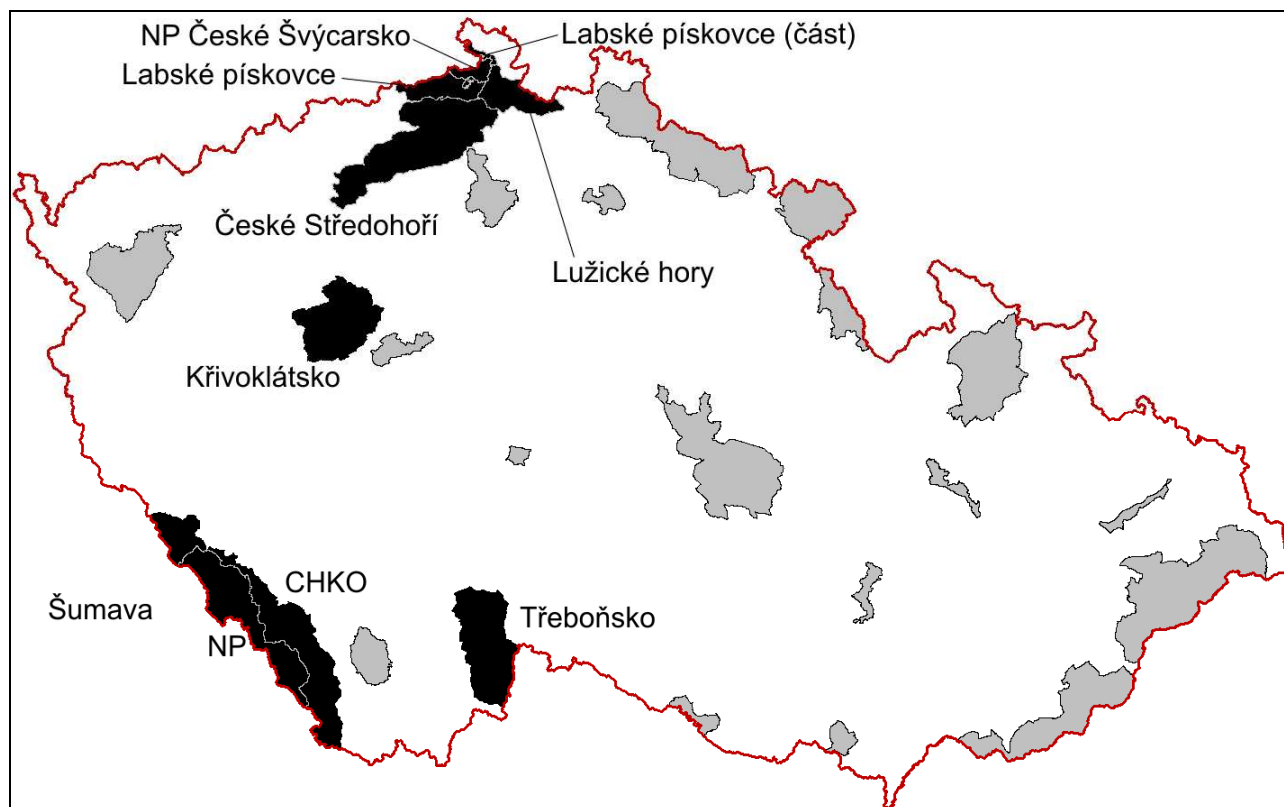 NP České Švýcarsko
Labské pískovce (část)
Labské pískovce
České Středohoří
Lužické hory
Křivoklátsko
CHKO
Šumava
Třeboňsko
NP